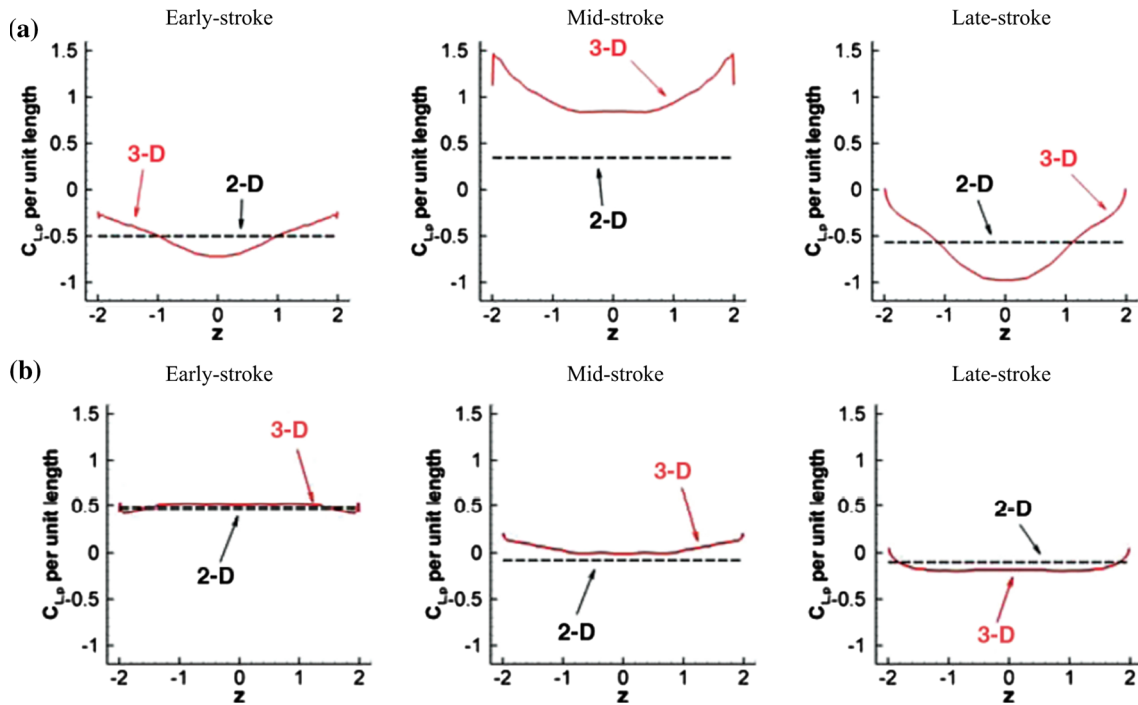 Early-stroke Mid-stroke Late-stroke
(a)
C_L,p per unit length
1.5
1
0.5
0
-0.5
-1
3-D
2-D
-2 -1 0 1 2
z
C_L,p per unit length
1.5
1
0.5
0
-0.5
-1
3-D
2-D
-2 -1 0 1 2
z
C_L,p per unit length
1.5
1
0.5
0
-0.5
-1
3-D
2-D
-2 -1 0 1 2
z
(b)
Early-stroke Mid-stroke Late-stroke
C_L,p per unit length
1.5
1
0.5
0
-0.5
-1
3-D
2-D
-2 -1 0 1 2
z
C_L,p per unit length
1.5
1
0.5
0
-0.5
-1
3-D
2-D
-2 -1 0 1 2
z
C_L,p per unit length
1.5
1
0.5
0
-0.5
-1
2-D
3-D
-2 -1 0 1 2
z